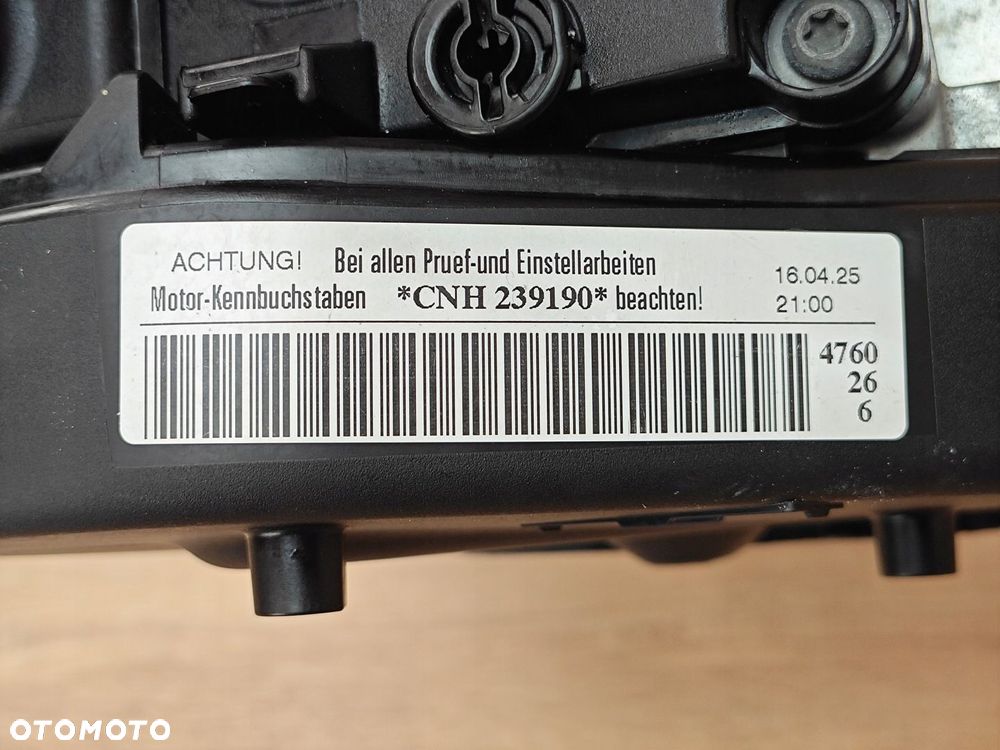 ACHTUNG! Bei allen Pruef-und Einstellarbeiten
Motor-Kennbuchstaben *CNH 239190* beachten!
16.04.25
21:00
4760
26
6
OTOMOTO